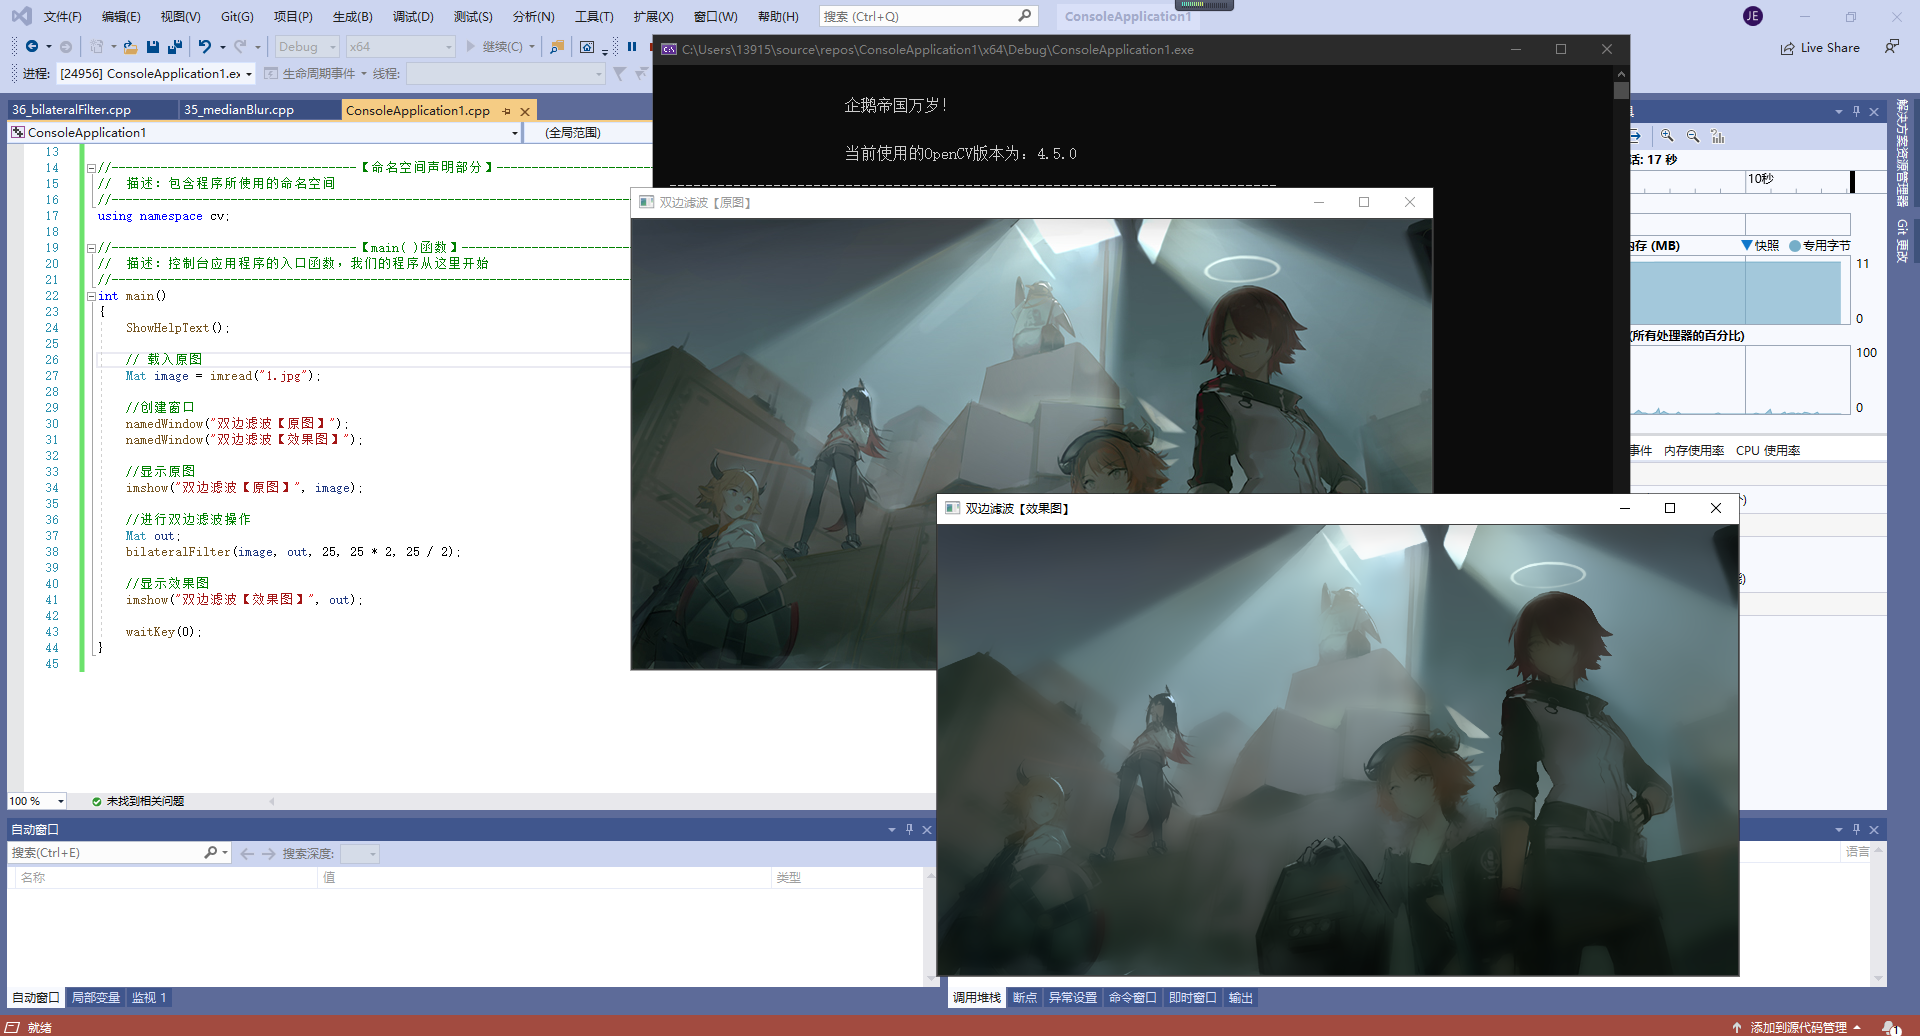 文件(F) 编辑(E) 视图(V) Git(G) 项目(P) 生成(B) 调试(D) 测试(S) 分析(N) 工具(T) 扩展(X) 窗口(W) 帮助(H) 搜索 (Ctrl+Q) ConsoleApplication1 JE
Debug x64 继续(C) Live Share
进程: [24956] ConsoleApplication1.ex 生命周期事件 线程:
C:\Users\13915\source\repos\ConsoleApplication1\x64\Debug\ConsoleApplication1.exe
企鹅帝国万岁！
当前使用的OpenCV版本为：4.5.0
36_bilateralFilter.cpp 35_medianBlur.cpp ConsoleApplication1.cpp
ConsoleApplication1 (全局范围)
13
14 //-----------------------------------【命名空间声明部分】----------------------
15 // 描述：包含程序所使用的命名空间
16 //--------------------------------------------------------------------------
17 using namespace cv;
18
19 //-----------------------------------【main( )函数】------------------------
20 // 描述：控制台应用程序的入口函数，我们的程序从这里开始
21 //--------------------------------------------------------------------------
22 int main()
23 {
24 ShowHelpText();
25
26 // 载入原图
27 Mat image = imread("1.jpg");
28
29 //创建窗口
30 namedWindow("双边滤波【原图】");
31 namedWindow("双边滤波【效果图】");
32
33 //显示原图
34 imshow("双边滤波【原图】", image);
35
36 //进行双边滤波操作
37 Mat out;
38 bilateralFilter(image, out, 25, 25 * 2, 25 / 2);
39
40 //显示效果图
41 imshow("双边滤波【效果图】", out);
42
43 waitKey(0);
44 }
45
双边滤波【原图】
双边滤波【效果图】
话: 17 秒
10秒
内存 (MB) 快照 专用字节
11
0
(所有处理器的百分比)
100
0
事件 内存使用率 CPU 使用率
解决方案资源管理器
Git 更改
100 % 未找到相关问题
自动窗口
搜索(Ctrl+E) 搜索深度:
名称 值 类型
语言
自动窗口 局部变量 监视 1
调用堆栈 断点 异常设置 命令窗口 即时窗口 输出
就绪 添加到源代码管理 1